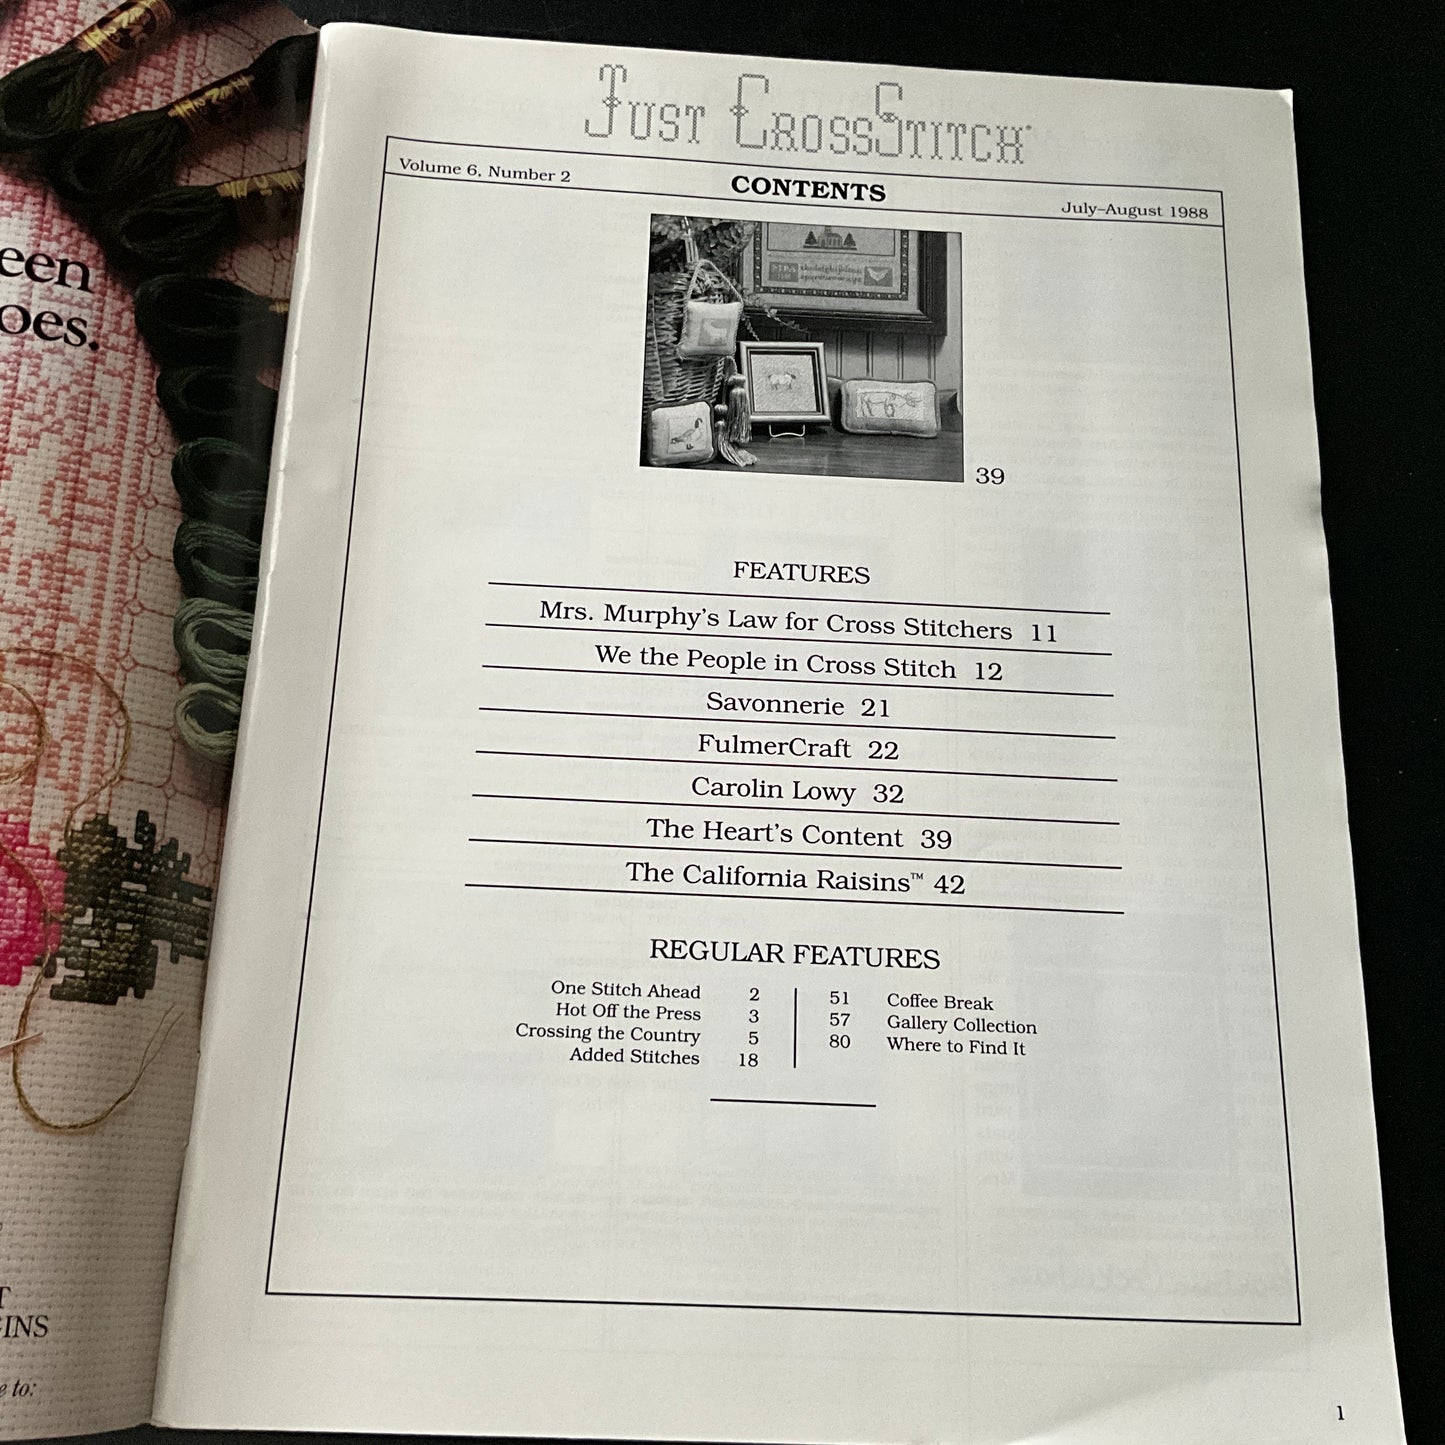 een
oes.
T
INS
e to:
JUST CROSSSTITCH®
Volume 6, Number 2
CONTENTS
July–August 1988
39
FEATURES
Mrs. Murphy's Law for Cross Stitchers 11
We the People in Cross Stitch 12
Savonnerie 21
FulmerCraft 22
Carolin Lowy 32
The Heart's Content 39
The California Raisins™ 42
REGULAR FEATURES
One Stitch Ahead 2
Hot Off the Press 3
Crossing the Country 5
Added Stitches 18
51 Coffee Break
57 Gallery Collection
80 Where to Find It
1